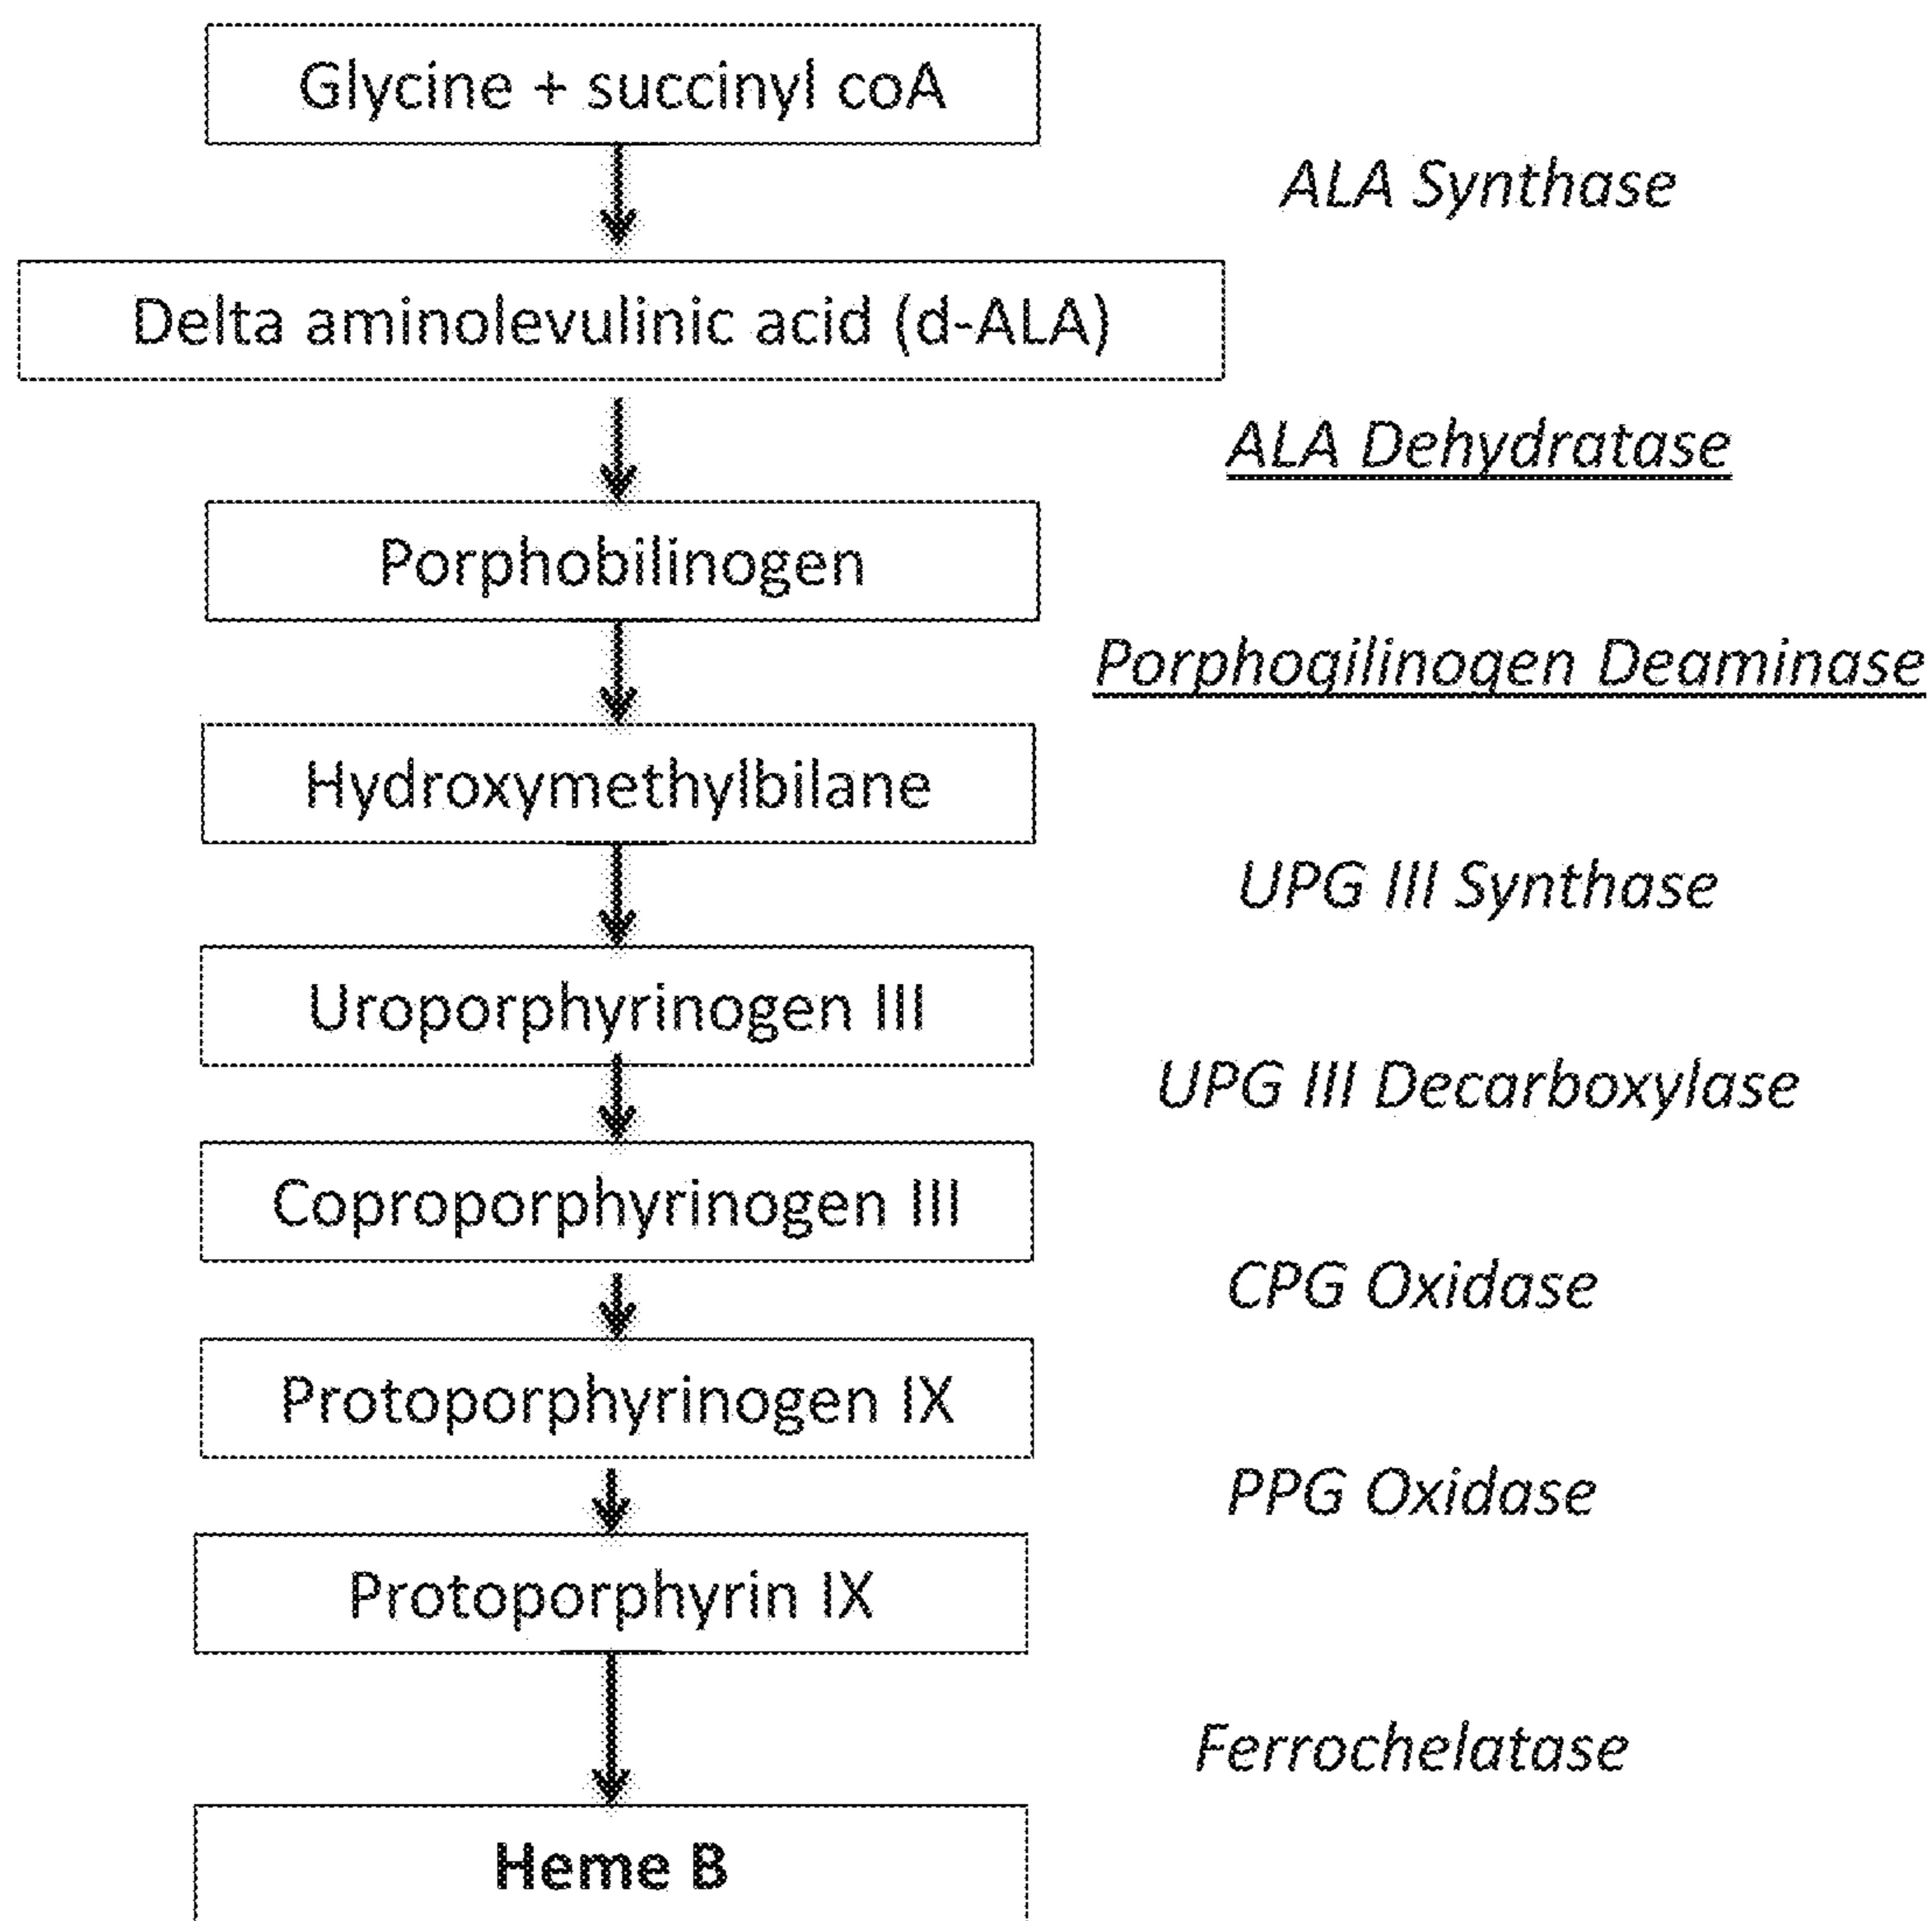 Glycine + succinyl coA
ALA Synthase
Delta aminolevulinic acid (d-ALA)
ALA Dehydratase
Porphobilinogen
Porphogilinogen Deaminase
Hydroxymethylbilane
UPG III Synthase
Uroporphyrinogen III
UPG III Decarboxylase
Coproporphyrinogen III
CPG Oxidase
Protoporphyrinogen IX
PPG Oxidase
Protoporphyrin IX
Ferrochelatase
Heme B